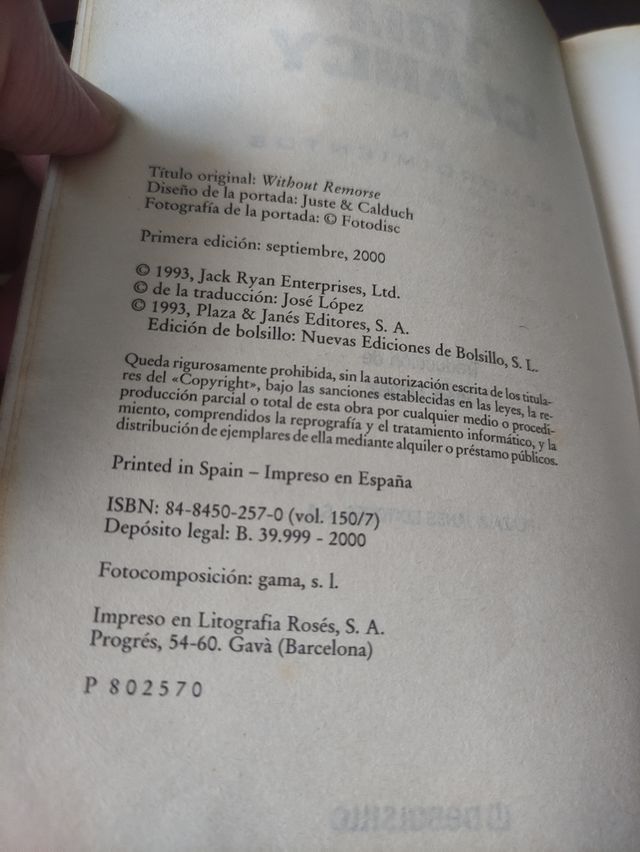 Título original: Without Remorse
Diseño de la portada: Juste & Calduch
Fotografía de la portada: © Fotodisc
Primera edición: septiembre, 2000
© 1993, Jack Ryan Enterprises, Ltd.
© de la traducción: José López
© 1993, Plaza & Janés Editores, S. A.
Edición de bolsillo: Nuevas Ediciones de Bolsillo, S. L.
Queda rigurosamente prohibida, sin la autorización escrita de los titula-
res del «Copyright», bajo las sanciones establecidas en las leyes, la re-
producción parcial o total de esta obra por cualquier medio o procedi-
miento, comprendidos la reprografía y el tratamiento informático, y la
distribución de ejemplares de ella mediante alquiler o préstamo públicos.
Printed in Spain – Impreso en España
ISBN: 84-8450-257-0 (vol. 150/7)
Depósito legal: B. 39.999 - 2000
Fotocomposición: gama, s. l.
Impreso en Litografia Rosés, S. A.
Progrés, 54-60. Gavà (Barcelona)
P 802570